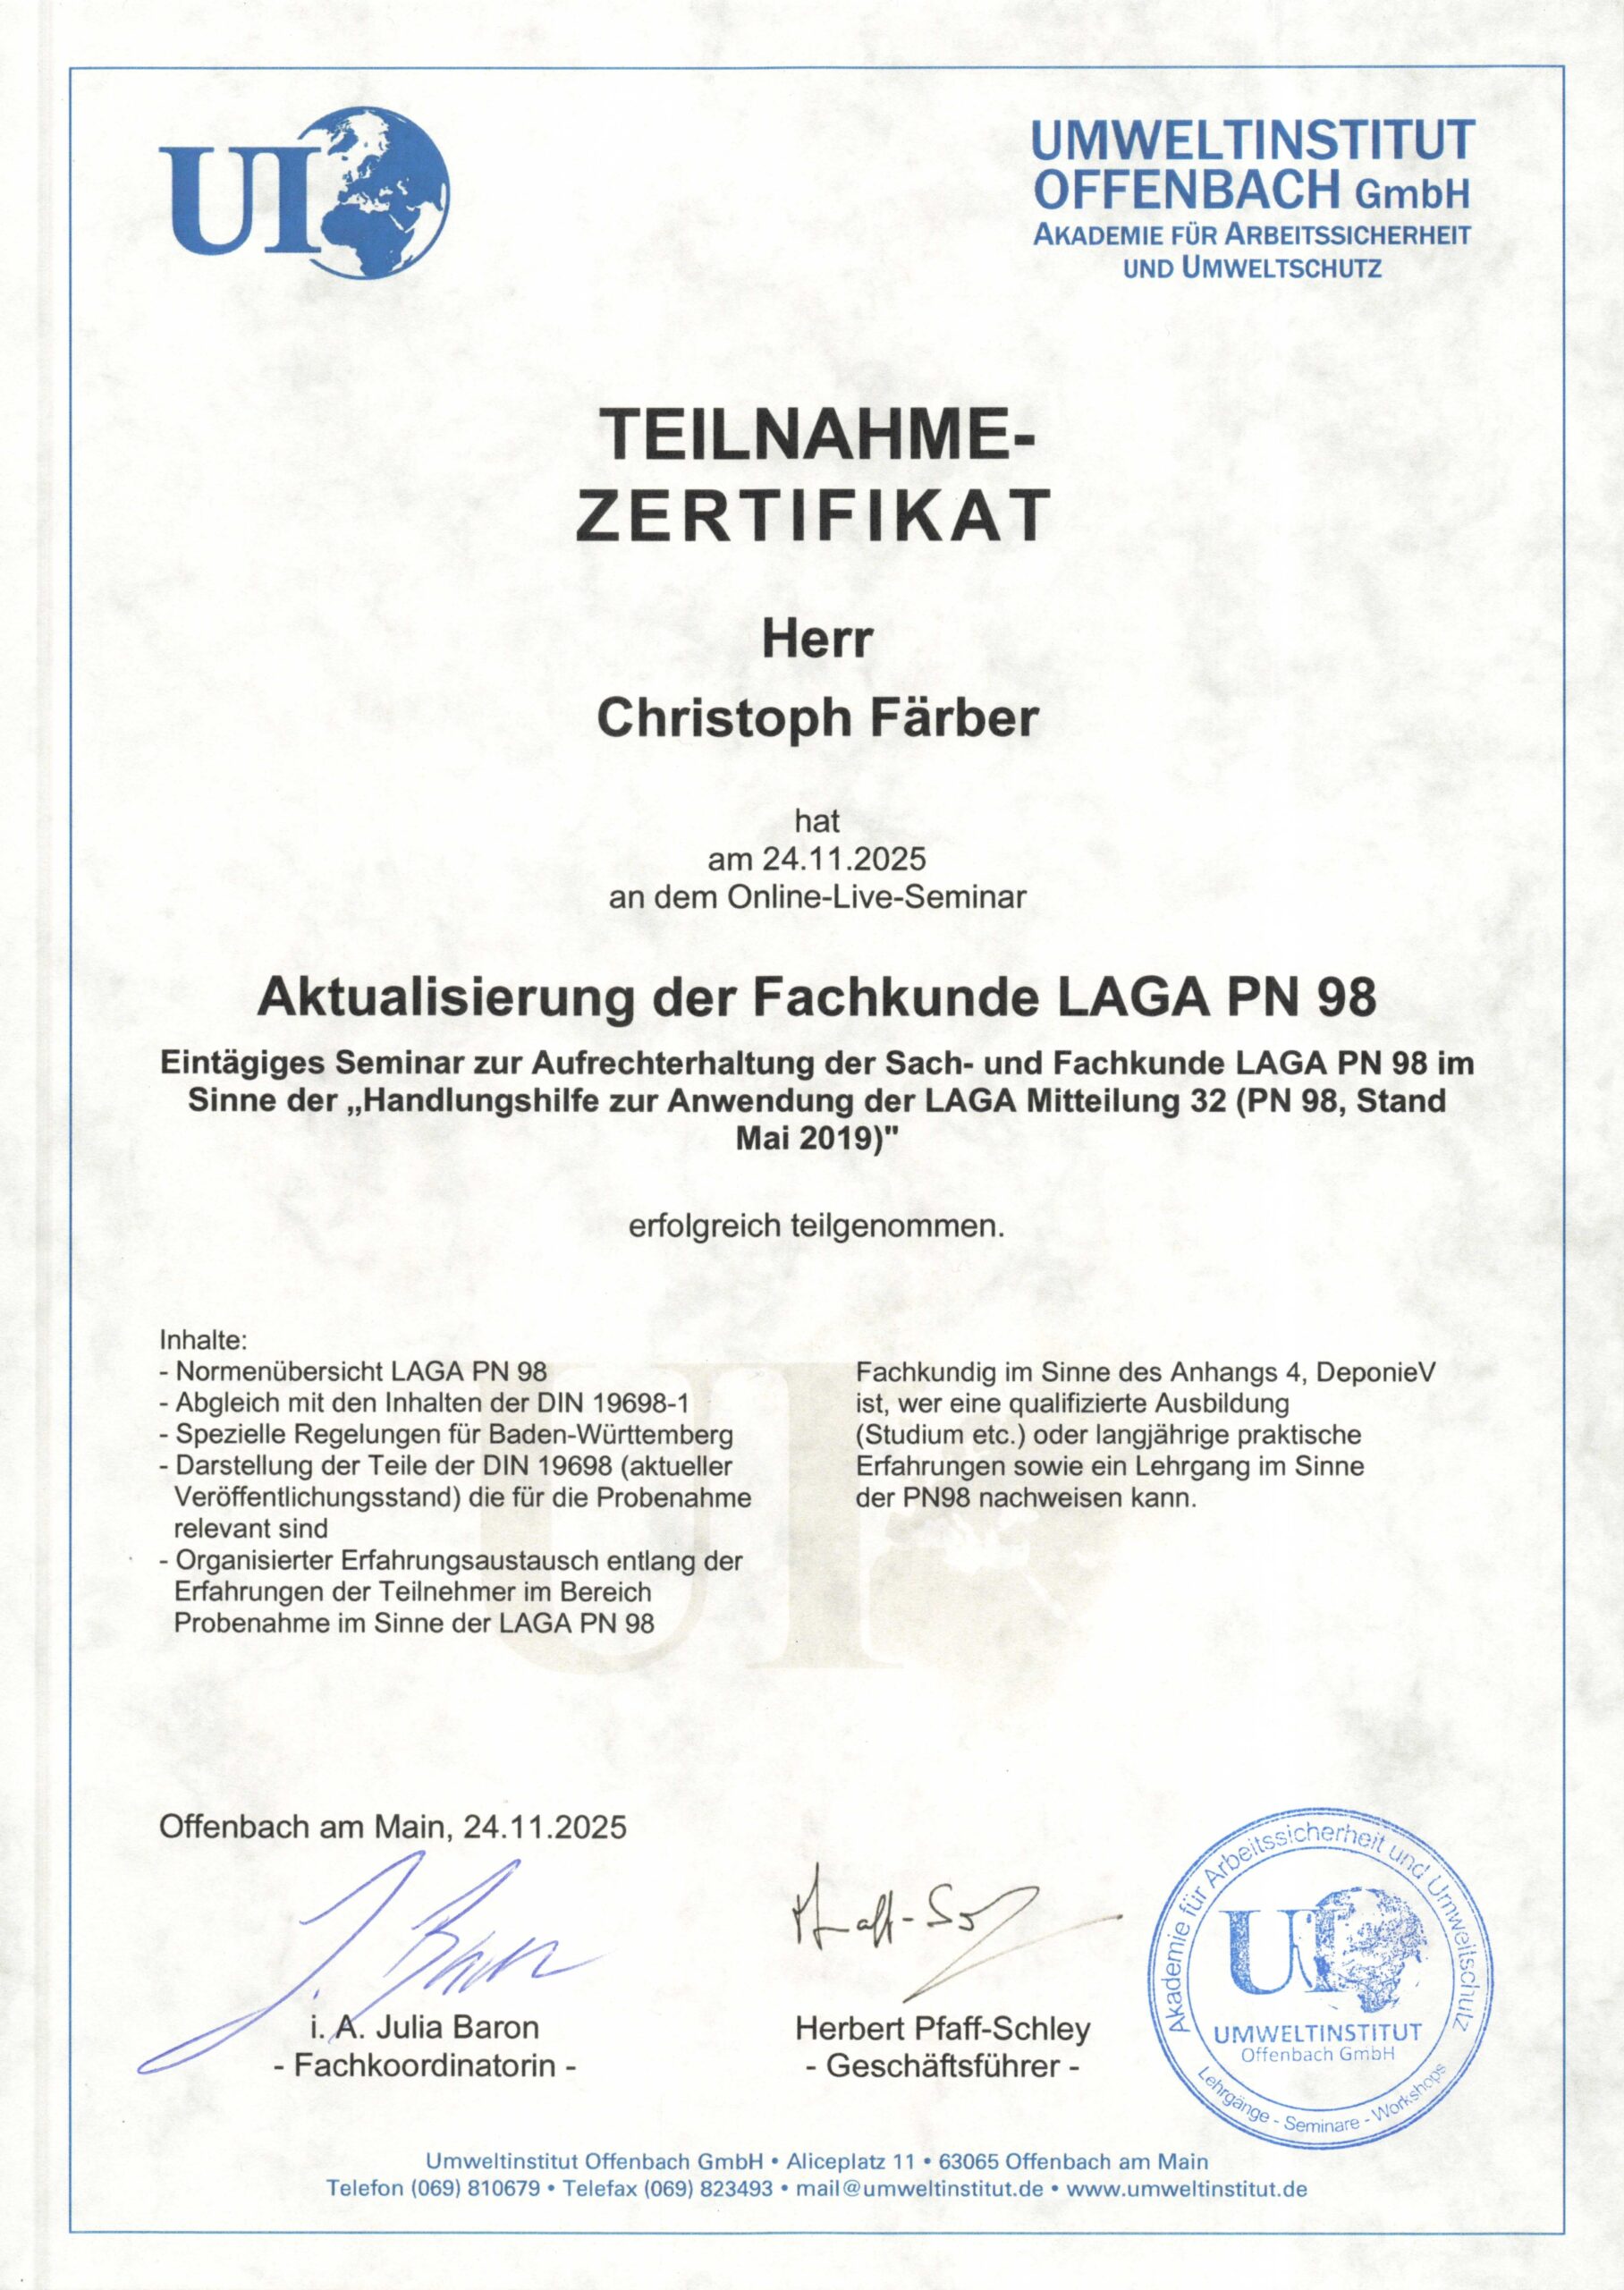 UI
UMWELTINSTITUT
OFFENBACH GmbH
AKADEMIE FÜR ARBEITSSICHERHEIT
UND UMWELTSCHUTZ
TEILNAHME-
ZERTIFIKAT
Herr
Christoph Färber
hat
am 24.11.2025
an dem Online-Live-Seminar
Aktualisierung der Fachkunde LAGA PN 98
Eintägiges Seminar zur Aufrechterhaltung der Sach- und Fachkunde LAGA PN 98 im
Sinne der „Handlungshilfe zur Anwendung der LAGA Mitteilung 32 (PN 98, Stand
Mai 2019)"
erfolgreich teilgenommen.
Inhalte:
- Normenübersicht LAGA PN 98
- Abgleich mit den Inhalten der DIN 19698-1
- Spezielle Regelungen für Baden-Württemberg
- Darstellung der Teile der DIN 19698 (aktueller
Veröffentlichungsstand) die für die Probenahme
relevant sind
- Organisierter Erfahrungsaustausch entlang der
Erfahrungen der Teilnehmer im Bereich
Probenahme im Sinne der LAGA PN 98
Fachkundig im Sinne des Anhangs 4, DeponieV
ist, wer eine qualifizierte Ausbildung
(Studium etc.) oder langjährige praktische
Erfahrungen sowie ein Lehrgang im Sinne
der PN98 nachweisen kann.
Offenbach am Main, 24.11.2025
J. Baron
i. A. Julia Baron
- Fachkoordinatorin -
Herbert Pfaff-Schley
- Geschäftsführer -
Akademie für Arbeitssicherheit und Umweltschutz
UI
UMWELTINSTITUT
Offenbach GmbH
Lehrgänge - Seminare - Workshops
Umweltinstitut Offenbach GmbH • Aliceplatz 11 • 63065 Offenbach am Main
Telefon (069) 810679 • Telefax (069) 823493 • mail@umweltinstitut.de • www.umweltinstitut.de